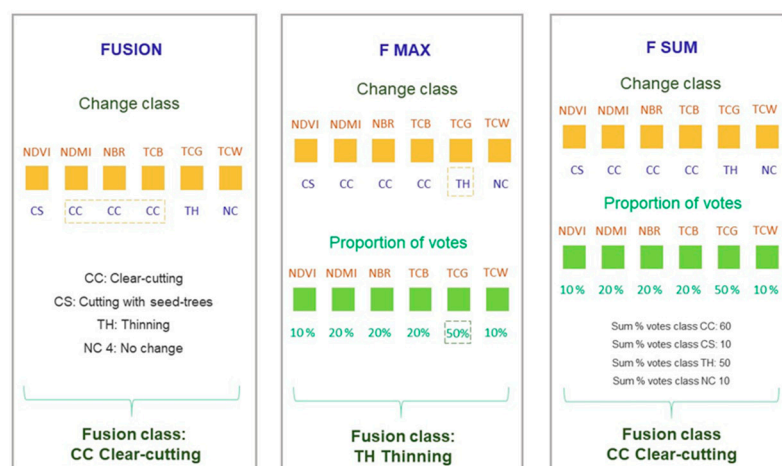 FUSION
Change class
NDVI NDMI NBR TCB TCG TCW
CS CC CC CC TH NC
CC: Clear-cutting
CS: Cutting with seed-trees
TH: Thinning
NC 4: No change
Fusion class:
CC Clear-cutting
F MAX
Change class
NDVI NDMI NBR TCB TCG TCW
CS CC CC CC TH NC
Proportion of votes
NDVI NDMI NBR TCB TCG TCW
10% 20% 20% 20% 50% 10%
Fusion class:
TH Thinning
F SUM
Change class
NDVI NDMI NBR TCB TCG TCW
CS CC CC CC TH NC
Proportion of votes
NDVI NDMI NBR TCB TCG TCW
10% 20% 20% 20% 50% 10%
Sum % votes class CC: 60
Sum % votes class CS: 10
Sum % votes class TH: 50
Sum % votes class NC 10
Fusion class
CC Clear-cutting